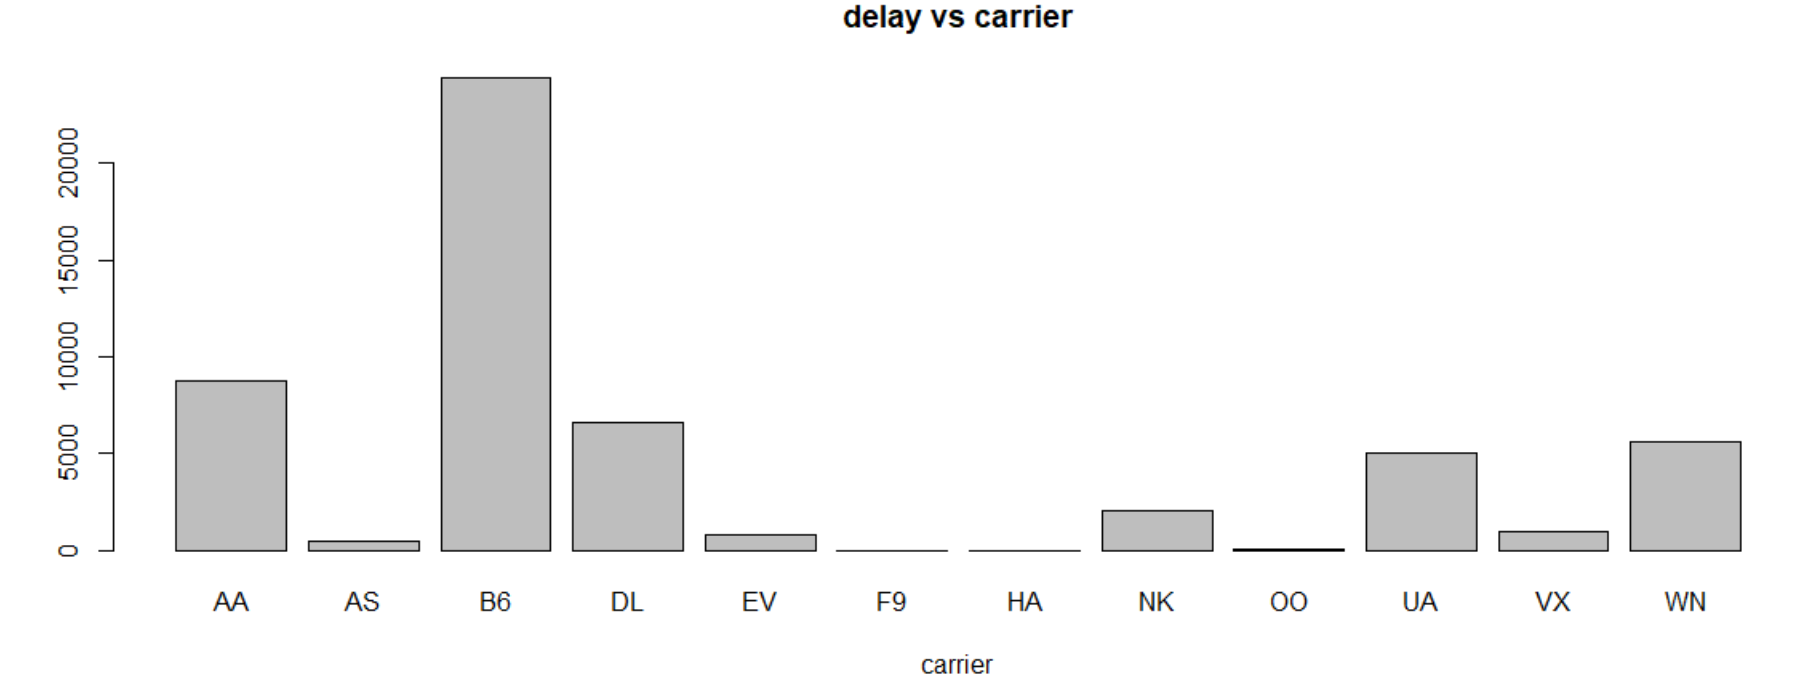 delay vs carrier
20000
15000
10000
5000
0
AA AS B6 DL EV F9 HA NK OO UA VX WN
carrier